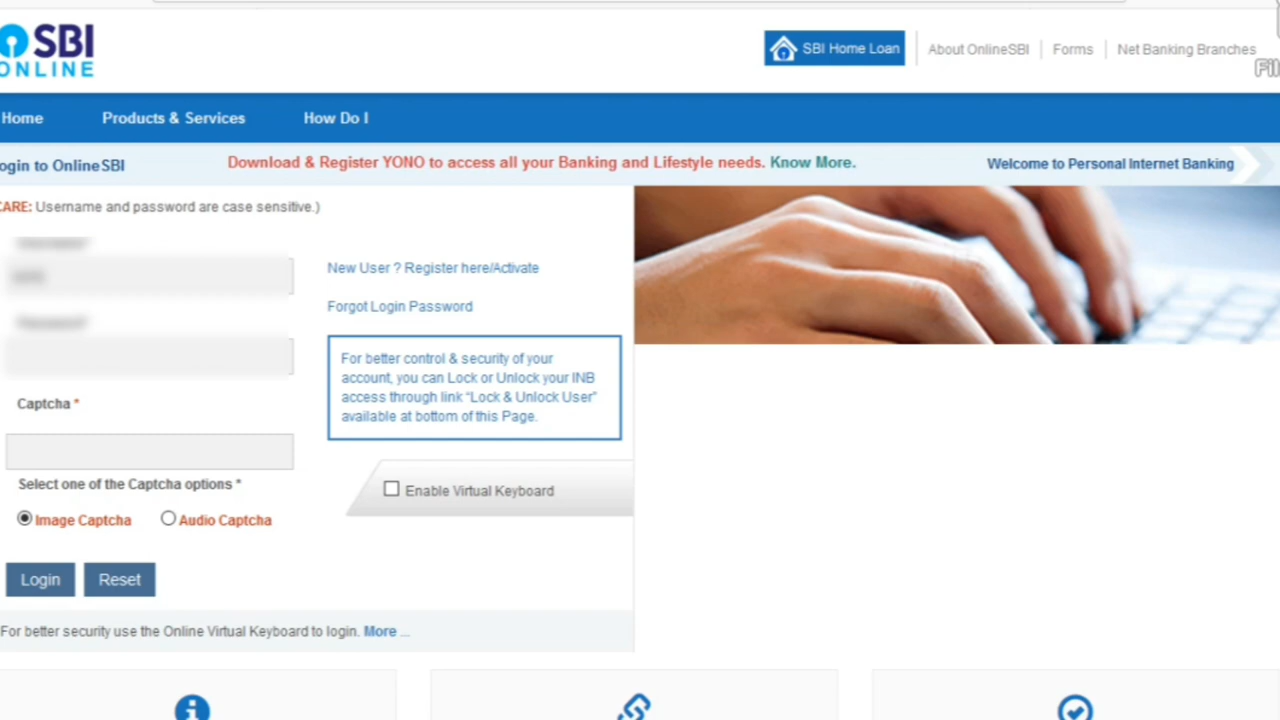 SBI
ONLINE
SBI Home Loan
About OnlineSBI
Forms
Net Banking Branches
Home
Products & Services
How Do I
ogin to OnlineSBI
Download & Register YONO to access all your Banking and Lifestyle needs. Know More.
Welcome to Personal Internet Banking
CARE: Username and password are case sensitive.)
New User ? Register here/Activate
Forgot Login Password
For better control & security of your
account, you can Lock or Unlock your INB
access through link “Lock & Unlock User”
available at bottom of this Page.
Captcha *
Enable Virtual Keyboard
Select one of the Captcha options *
Image Captcha
Audio Captcha
Login
Reset
For better security use the Online Virtual Keyboard to login. More ...